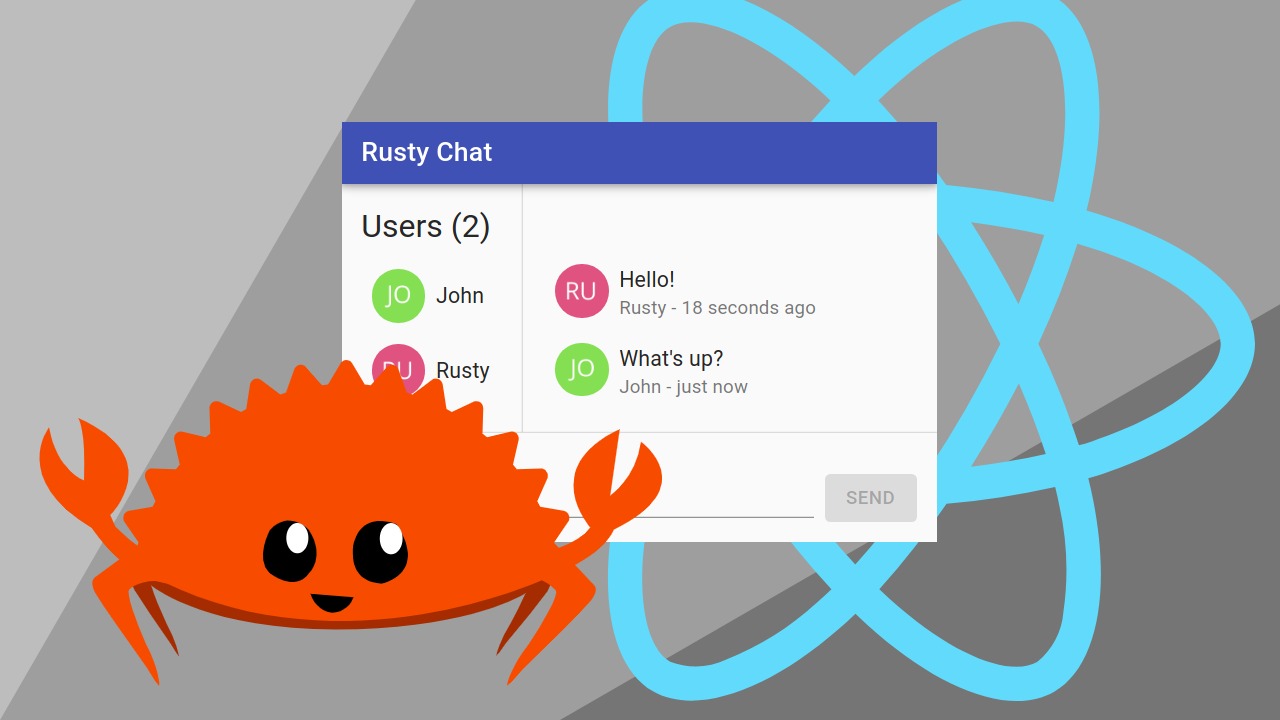 Rusty Chat
Users (2)
JO John
RU Rusty
RU Hello!
Rusty - 18 seconds ago
JO What's up?
John - just now
SEND